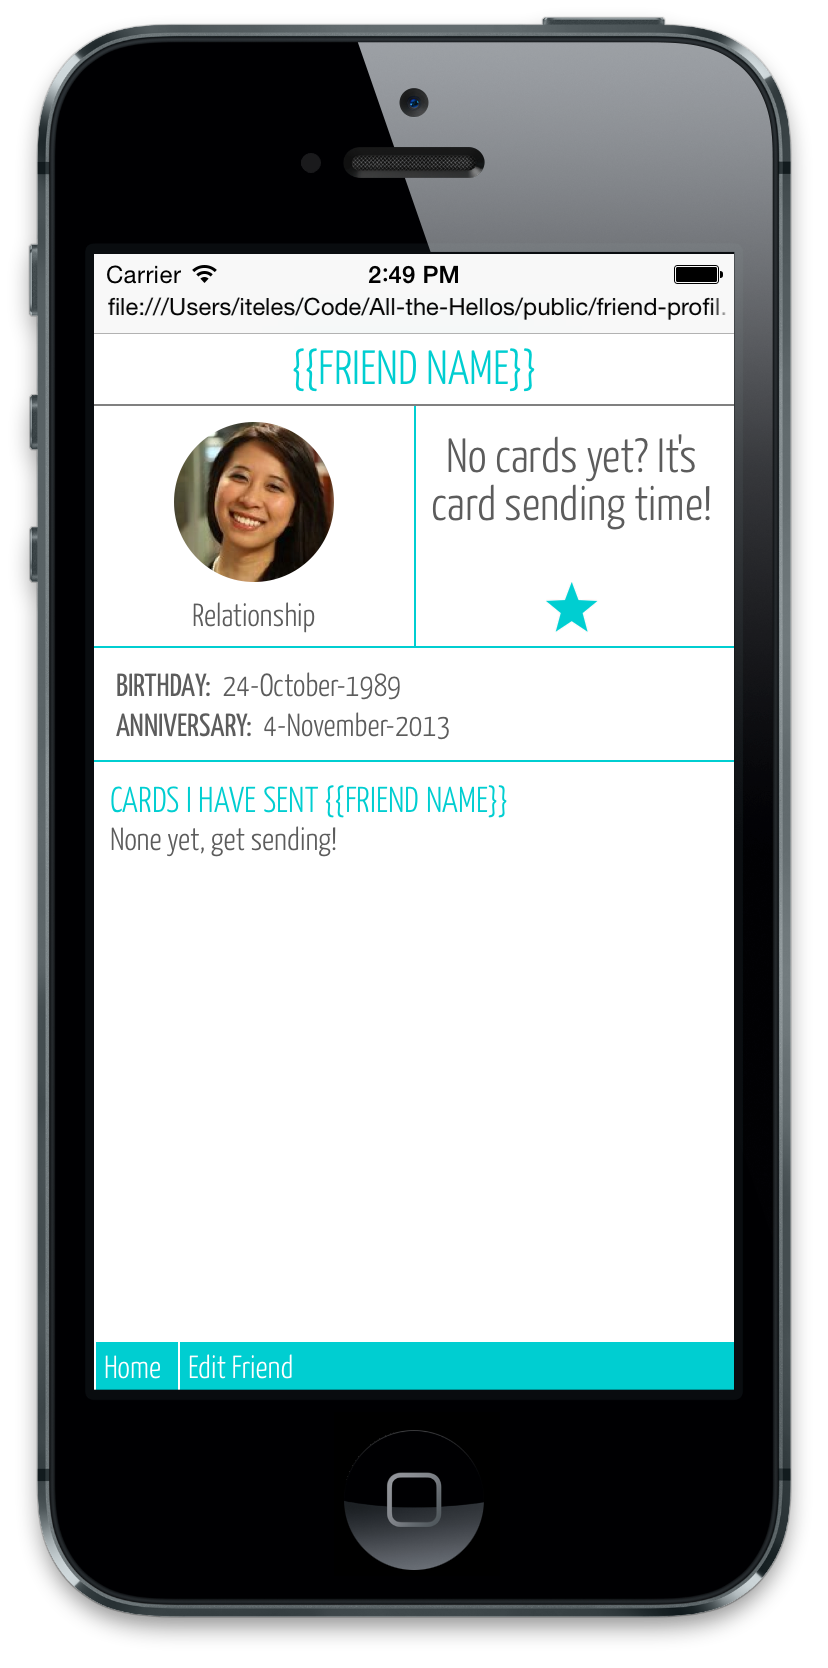 Carrier 2:49 PM
file:///Users/iteles/Code/All-the-Hellos/public/friend-profil.
{{FRIEND NAME}}
No cards yet? It's
card sending time!
Relationship
BIRTHDAY: 24-October-1989
ANNIVERSARY: 4-November-2013
CARDS I HAVE SENT {{FRIEND NAME}}
None yet, get sending!
Home Edit Friend